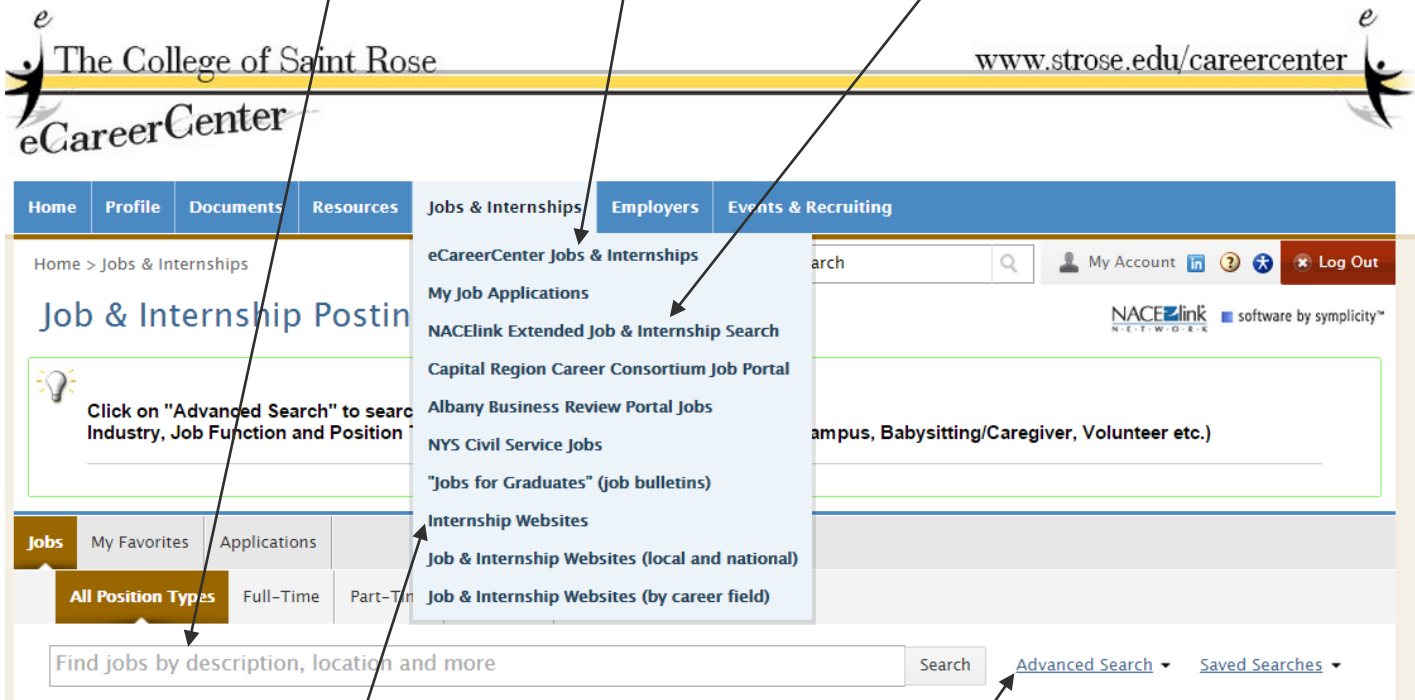 e
e
The College of Saint Rose
www.strose.edu/careercenter
eCareerCenter
Home Profile Documents Resources Jobs & Internships Employers Events & Recruiting
Home > Jobs & Internships
arch
My Account in ? Log Out
Job & Internship Postin
NACElink
N·E·T·W·O·R·K
software by symplicity™
eCareerCenter Jobs & Internships
My Job Applications
NACElink Extended Job & Internship Search
Capital Region Career Consortium Job Portal
Albany Business Review Portal Jobs
NYS Civil Service Jobs
"Jobs for Graduates" (job bulletins)
Internship Websites
Job & Internship Websites (local and national)
Job & Internship Websites (by career field)
Click on "Advanced Search" to searc
Industry, Job Function and Position
ampus, Babysitting/Caregiver, Volunteer etc.)
Jobs My Favorites Applications
All Position Types Full-Time Part-Tim
Find jobs by description, location and more
Search
Advanced Search
Saved Searches